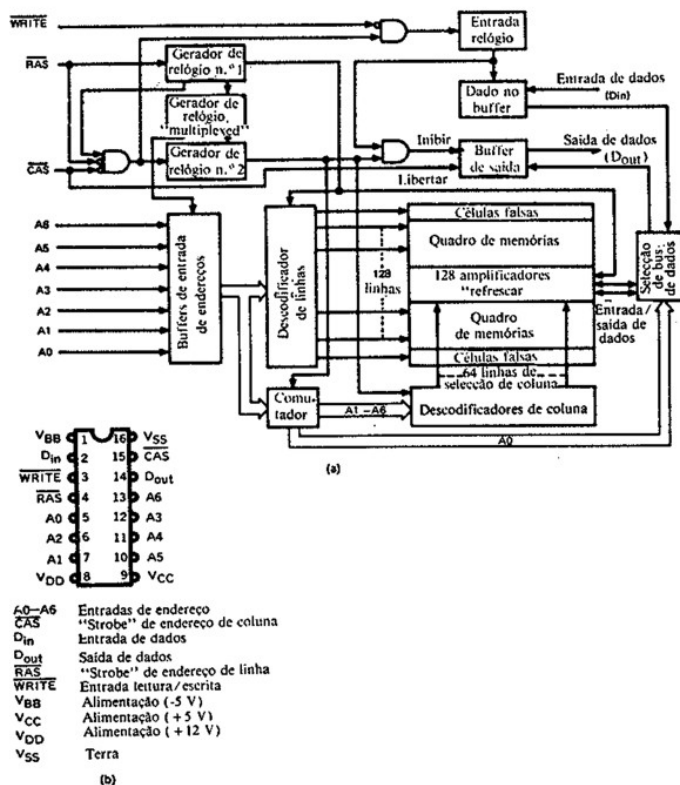 WRITE
RAS
CAS
Gerador de
relógio n.º 1
Gerador de
relógio,
"multiplexed"
Gerador de
relógio n.º 2
Entrada
relógio
Dado no
buffer
Entrada de dados
(Din)
Inibir
Buffer
de saída
Saída de dados
(Dout)
Libertar
A6
A5
A4
A3
A2
A1
A0
Buffers de entrada
de endereços
Descodificador
de linhas
128
linhas
Células falsas
Quadro de memórias
128 amplificadores
"refrescar
Quadro
de memórias
Células falsas
64 linhas de
selecção de coluna
Descodificadores de coluna
Comutador
A1–A6
A0
Entrada/
saída de
dados
Selecção
de bus
de dados
(a)
VBB 1 16 VSS
Din 2 15 CAS
WRITE 3 14 Dout
RAS 4 13 A6
A0 5 12 A3
A2 6 11 A4
A1 7 10 A5
VDD 8 9 VCC
A0–A6 Entradas de endereço
CAS "Strobe" de endereço de coluna
Din Entrada de dados
Dout Saída de dados
RAS "Strobe" de endereço de linha
WRITE Entrada leitura/escrita
VBB Alimentação (-5 V)
VCC Alimentação (+5 V)
VDD Alimentação (+12 V)
VSS Terra
(b)